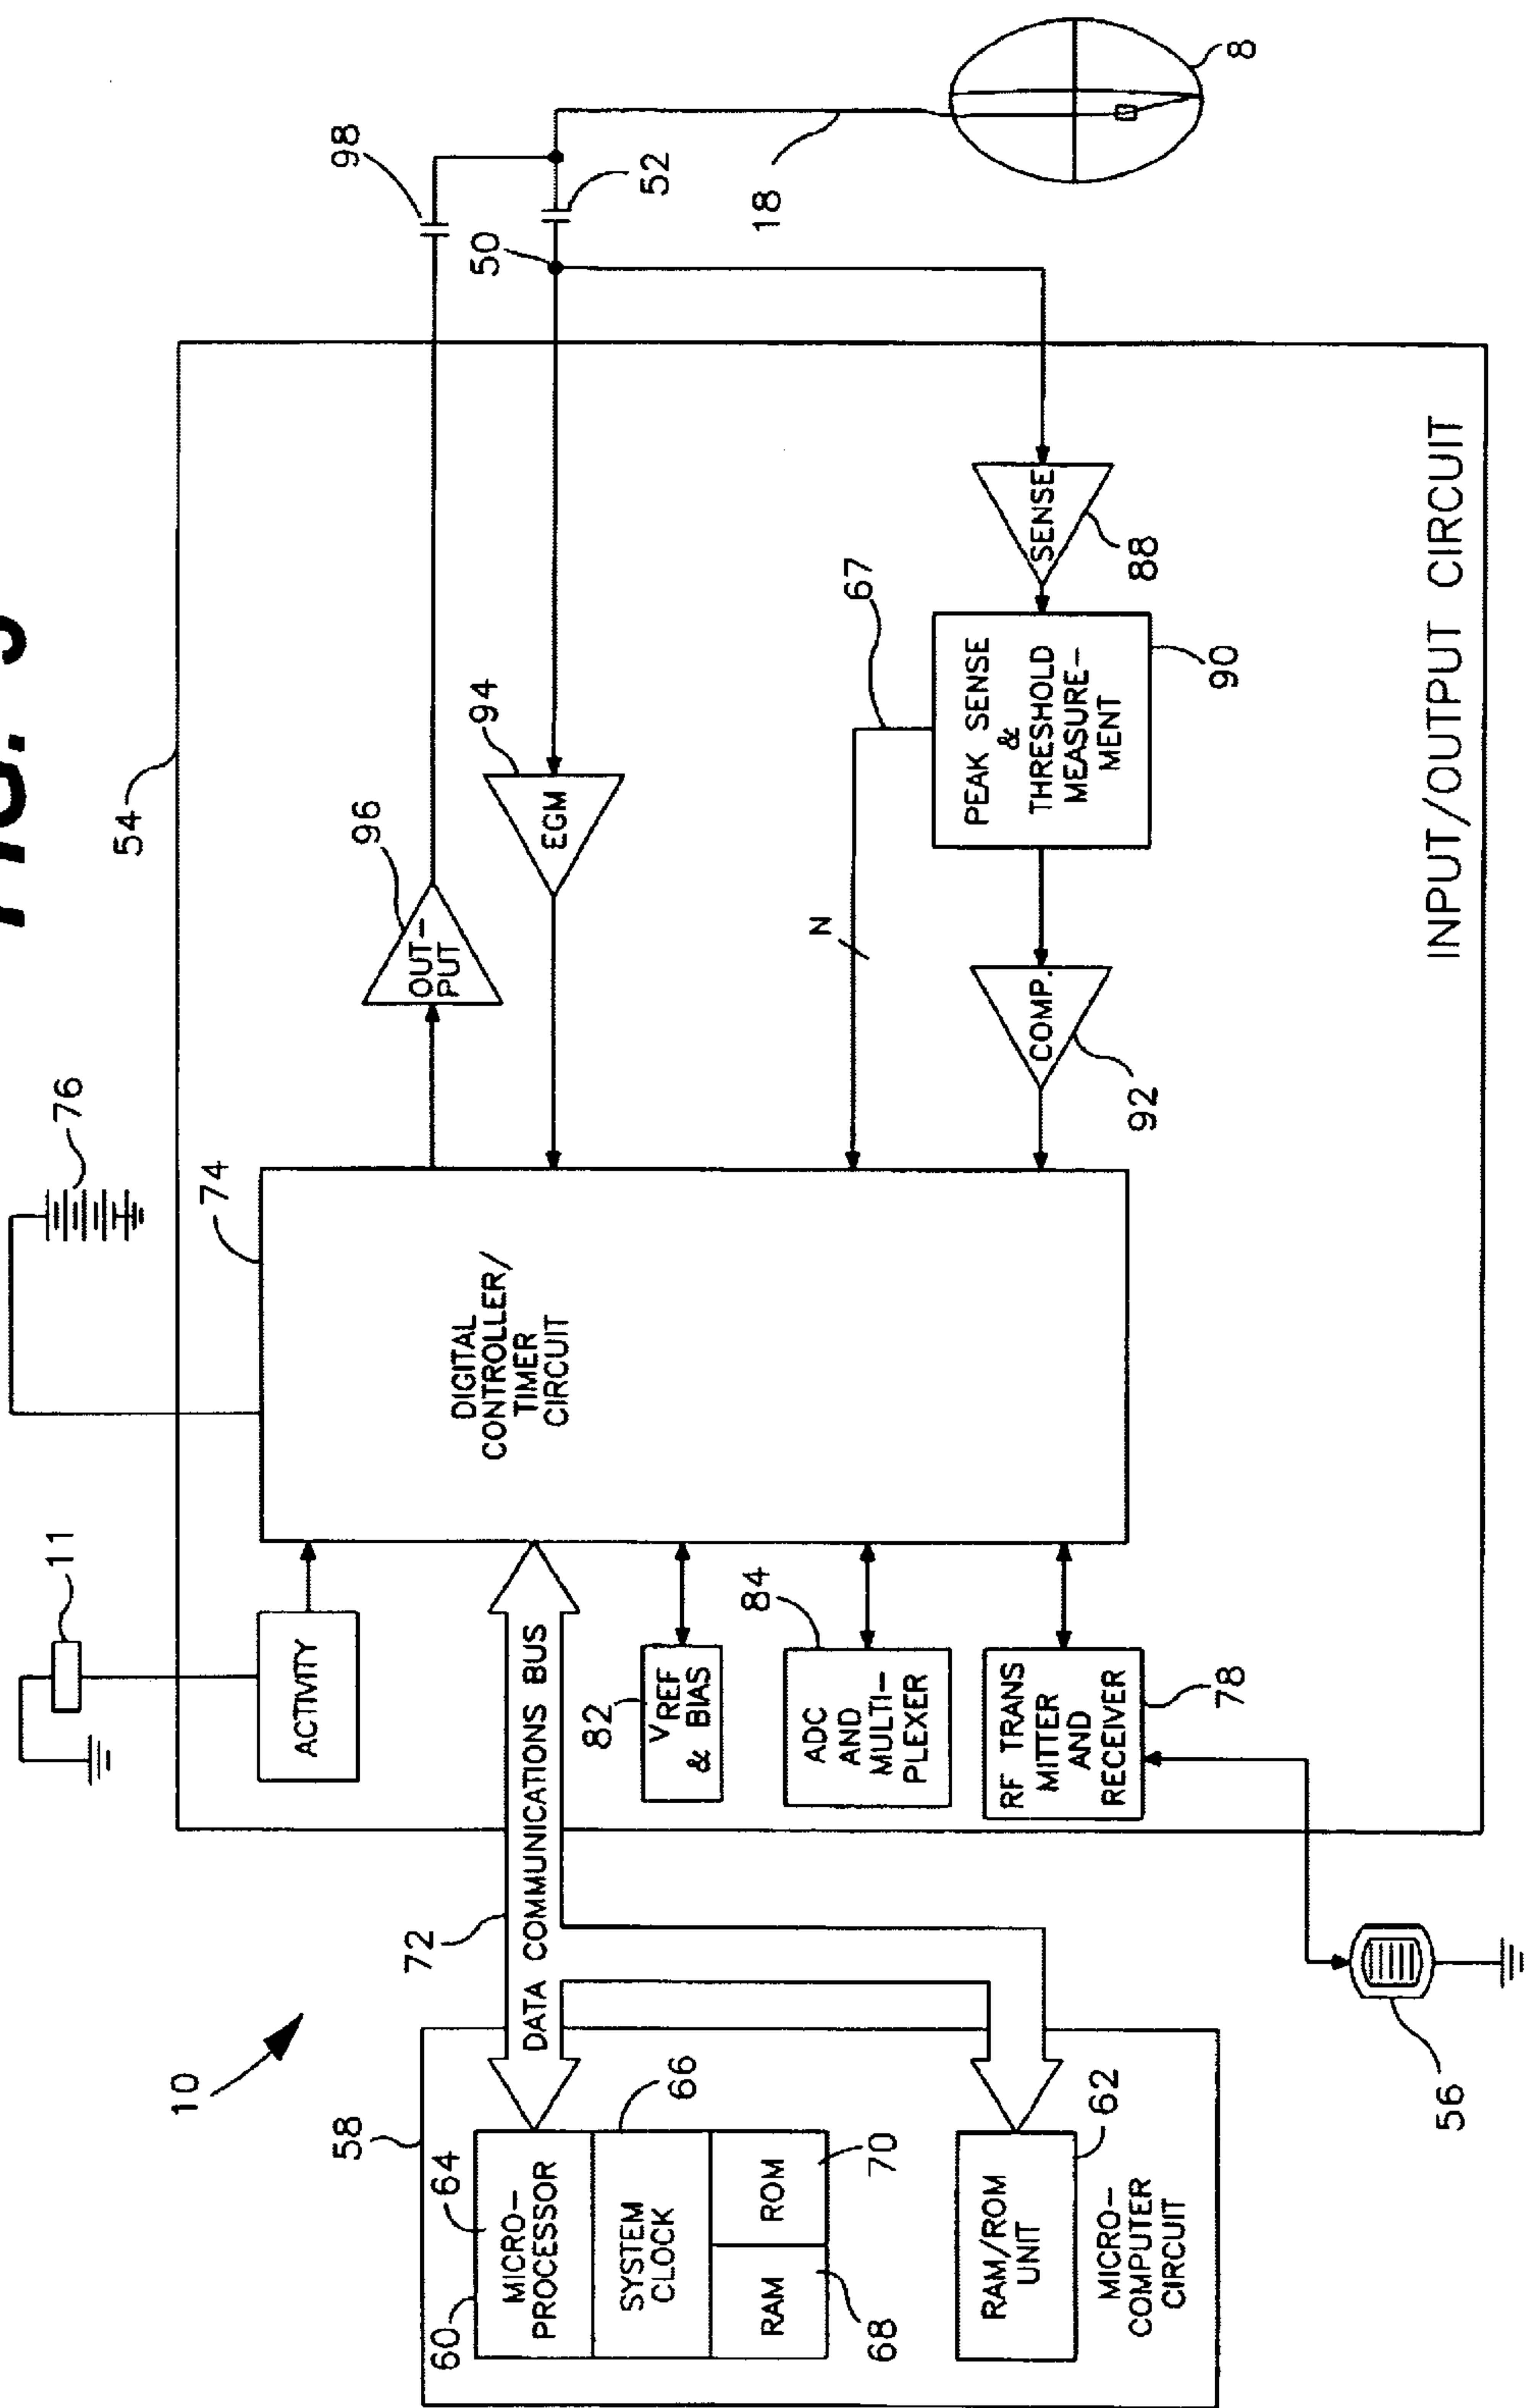 FIG. 3
10
58
60
64
MICRO-
PROCESSOR
66
SYSTEM
CLOCK
RAM
ROM
68
70
62
RAM/ROM
UNIT
MICRO-
COMPUTER
CIRCUIT
72
DATA COMMUNICATIONS BUS
56
11
ACTIVITY
82
VREF
& BIAS
84
ADC
AND
MULTI-
PLEXER
RF TRANS
MITTER
AND
RECEIVER
78
76
74
DIGITAL
CONTROLLER/
TIMER
CIRCUIT
54
96
OUT-
PUT
94
EGM
N
67
COMP.
92
PEAK SENSE
&
THRESHOLD
MEASURE-
MENT
90
SENSE
88
INPUT/OUTPUT CIRCUIT
98
50
52
18
8